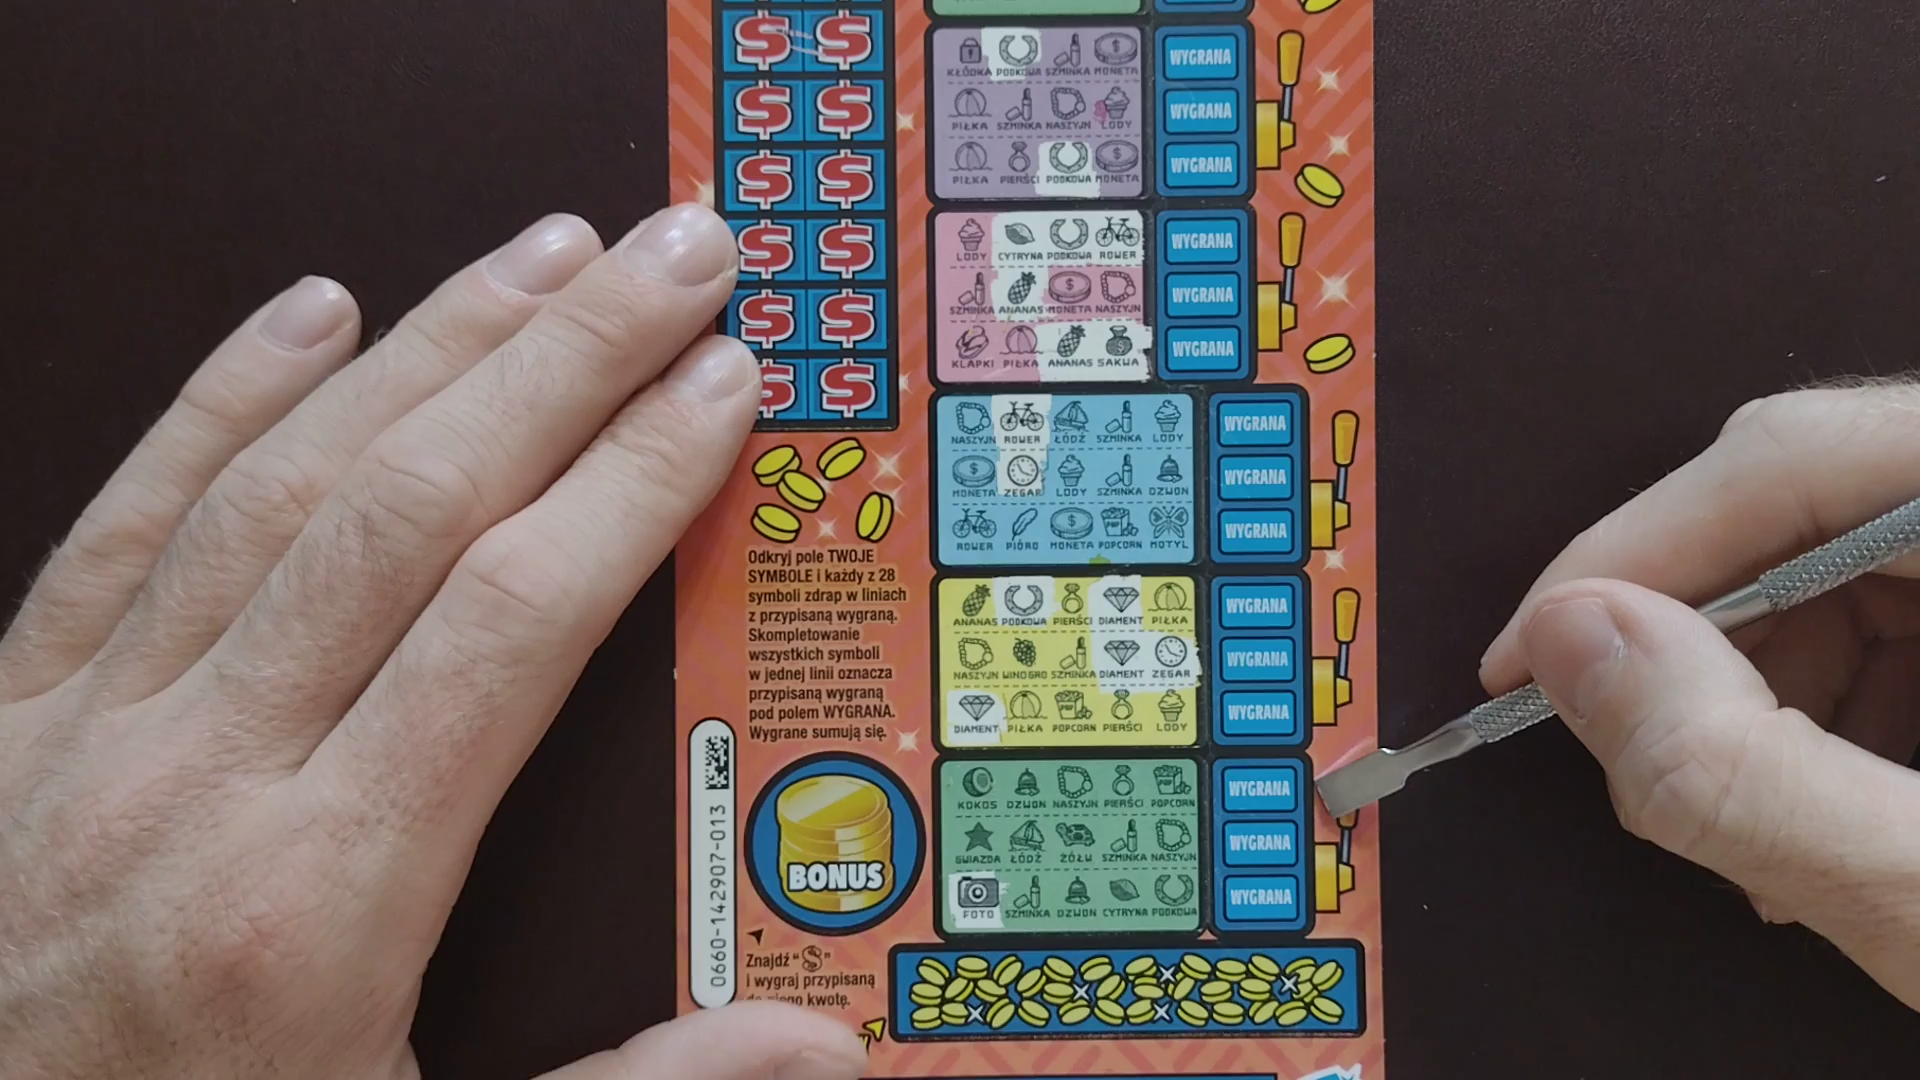 $ $
$ $
$ $
$ $
$ $
$ $
KŁÓDKA PODKOWA SZMINKA MONETA
PIŁKA SZMINKA NASZYJN LODY
PIŁKA PIERŚCI PODKOWA MONETA
WYGRANA
WYGRANA
WYGRANA
LODY CYTRYNA PODKOWA ROWER
SZMINKA ANANAS MONETA NASZYJN
KLAPKI PIŁKA ANANAS SAKWA
WYGRANA
WYGRANA
WYGRANA
NASZYJN ROWER ŁÓDŹ SZMINKA LODY
MONETA ZEGAR LODY SZMINKA DZWON
ROWER PIÓRO MONETA POPCORN MOTYL
WYGRANA
WYGRANA
WYGRANA
ANANAS PODKOWA PIERŚCI DIAMENT PIŁKA
NASZYJN WINOGRO SZMINKA DIAMENT ZEGAR
DIAMENT PIŁKA POPCORN PIERŚCI LODY
WYGRANA
WYGRANA
WYGRANA
KOKOS DZWON NASZYJN PIERŚCI POPCORN
GWIAZDA ŁÓDŹ ŻÓŁW SZMINKA NASZYJN
FOTO SZMINKA DZWON CYTRYNA PODKOWA
WYGRANA
WYGRANA
WYGRANA
Odkryj pole TWOJE
SYMBOLE i każdy z 28
symboli zdrap w liniach
z przypisaną wygraną.
Skompletowanie
wszystkich symboli
w jednej linii oznacza
przypisaną wygraną
pod polem WYGRANA.
Wygrane sumują się.
0660-142907-013
BONUS
Znajdź "$"
i wygraj przypisaną
do niego kwotę.